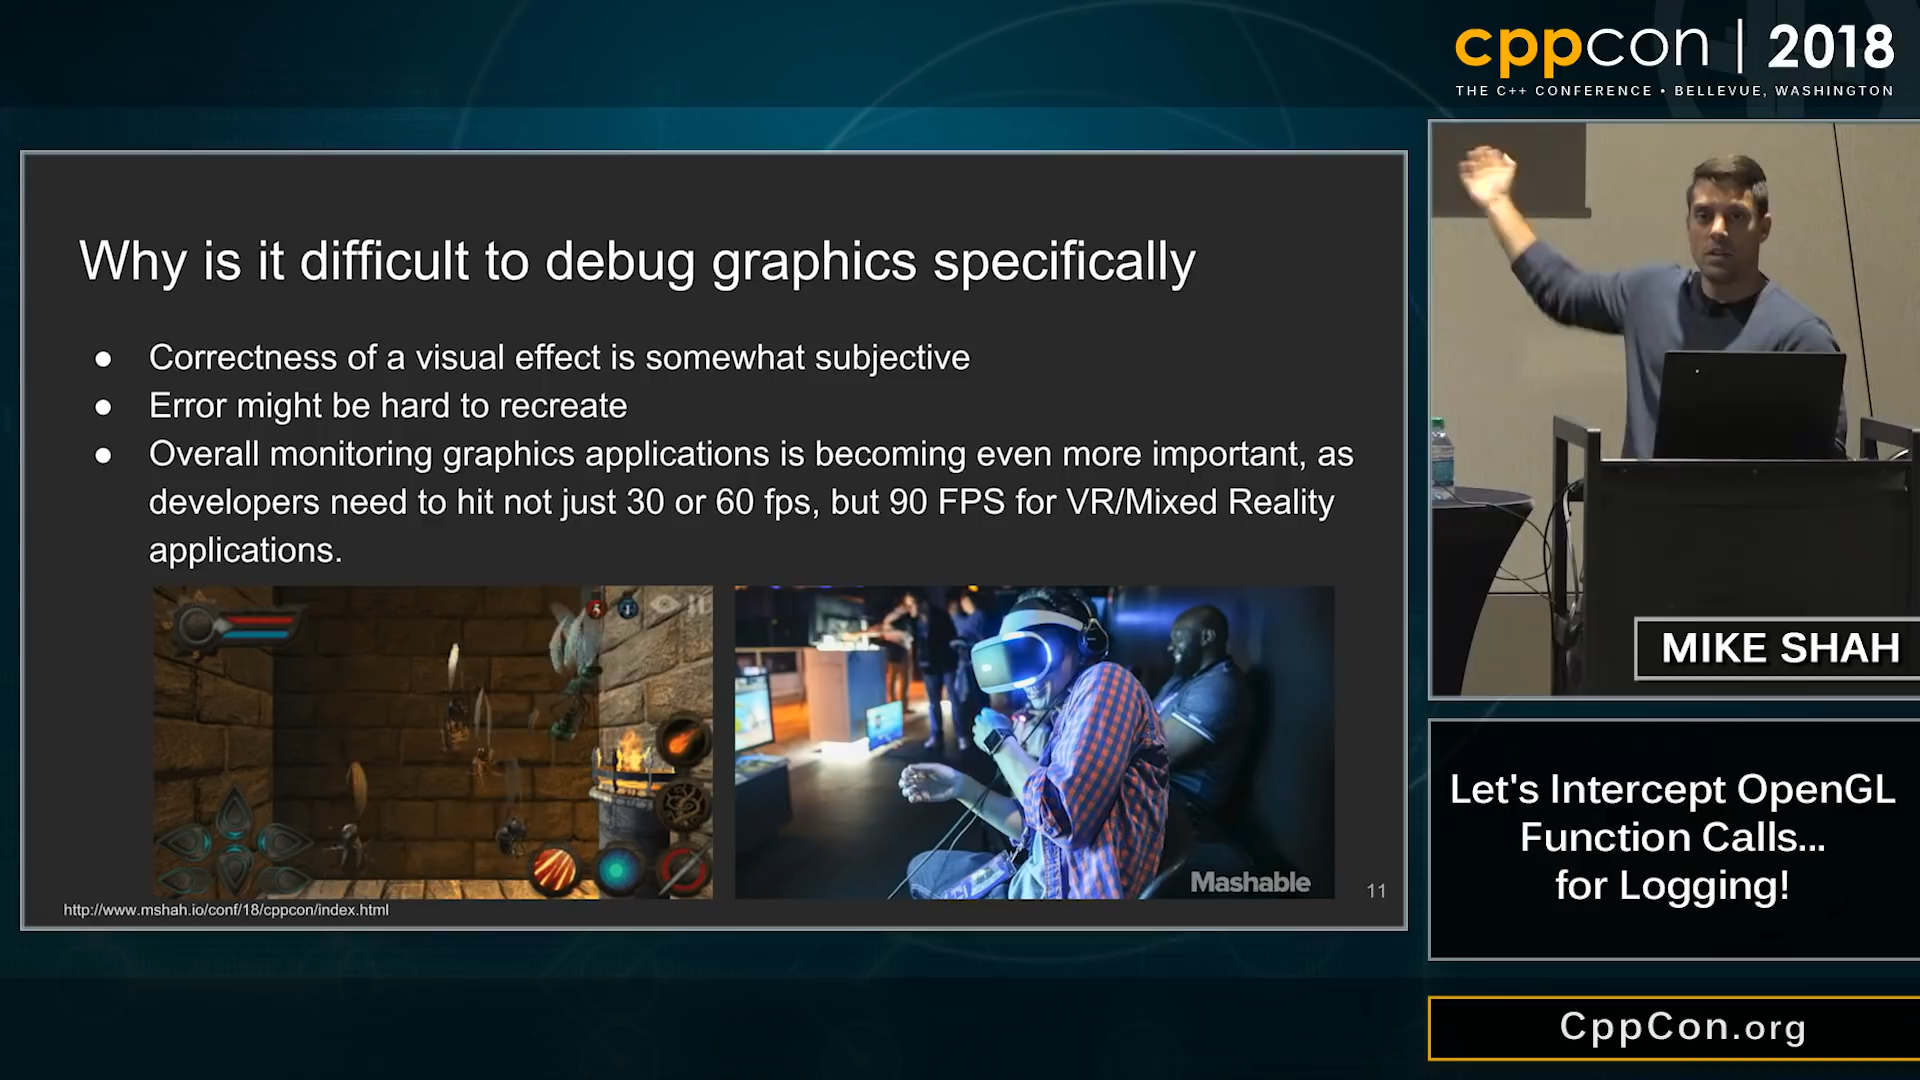 cppcon | 2018
THE C++ CONFERENCE • BELLEVUE, WASHINGTON
Why is it difficult to debug graphics specifically
● Correctness of a visual effect is somewhat subjective
● Error might be hard to recreate
● Overall monitoring graphics applications is becoming even more important, as
developers need to hit not just 30 or 60 fps, but 90 FPS for VR/Mixed Reality
applications.
Mashable
11
http://www.mshah.io/conf/18/cppcon/index.html
MIKE SHAH
Let's Intercept OpenGL
Function Calls...
for Logging!
CppCon.org